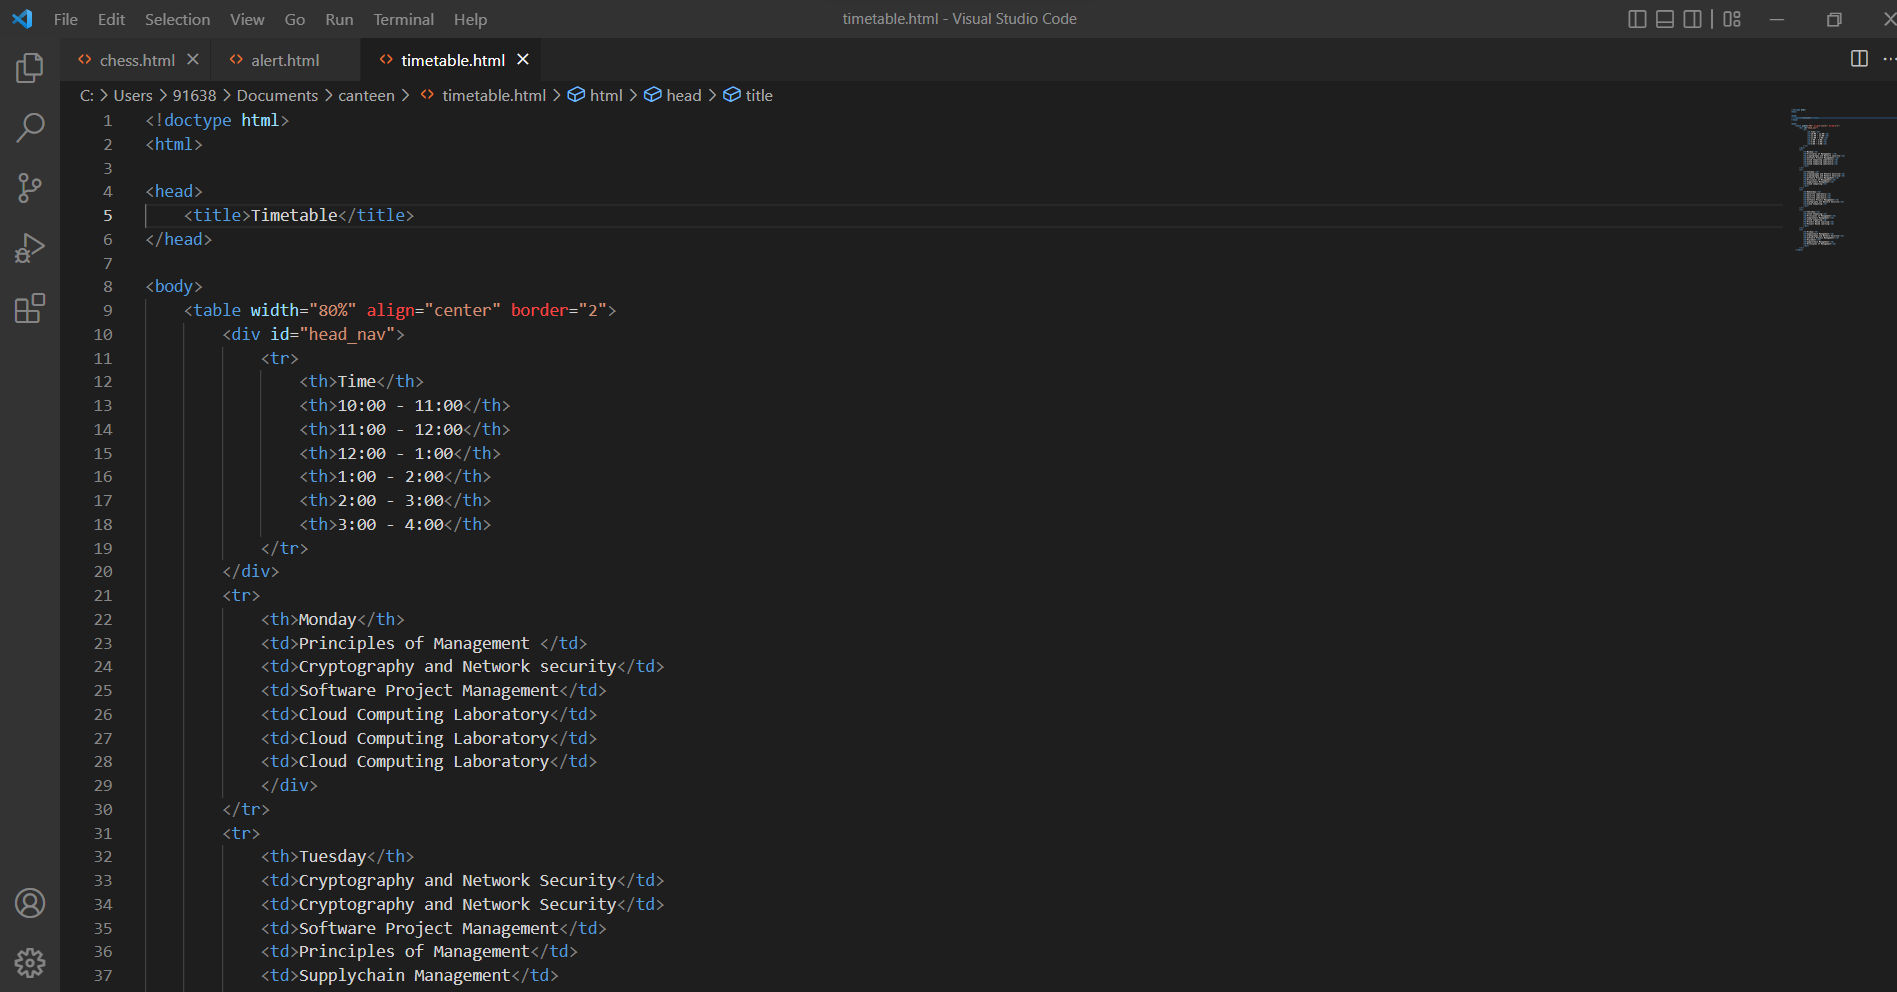 File Edit Selection View Go Run Terminal Help
timetable.html - Visual Studio Code
chess.html alert.html timetable.html
C: > Users > 91638 > Documents > canteen > timetable.html > html > head > title
1 <!doctype html>
2 <html>
3
4 <head>
5 <title>Timetable</title>
6 </head>
7
8 <body>
9 <table width="80%" align="center" border="2">
10 <div id="head_nav">
11 <tr>
12 <th>Time</th>
13 <th>10:00 - 11:00</th>
14 <th>11:00 - 12:00</th>
15 <th>12:00 - 1:00</th>
16 <th>1:00 - 2:00</th>
17 <th>2:00 - 3:00</th>
18 <th>3:00 - 4:00</th>
19 </tr>
20 </div>
21 <tr>
22 <th>Monday</th>
23 <td>Principles of Management </td>
24 <td>Cryptography and Network security</td>
25 <td>Software Project Management</td>
26 <td>Cloud Computing Laboratory</td>
27 <td>Cloud Computing Laboratory</td>
28 <td>Cloud Computing Laboratory</td>
29 </div>
30 </tr>
31 <tr>
32 <th>Tuesday</th>
33 <td>Cryptography and Network Security</td>
34 <td>Cryptography and Network Security</td>
35 <td>Software Project Management</td>
36 <td>Principles of Management</td>
37 <td>Supplychain Management</td>